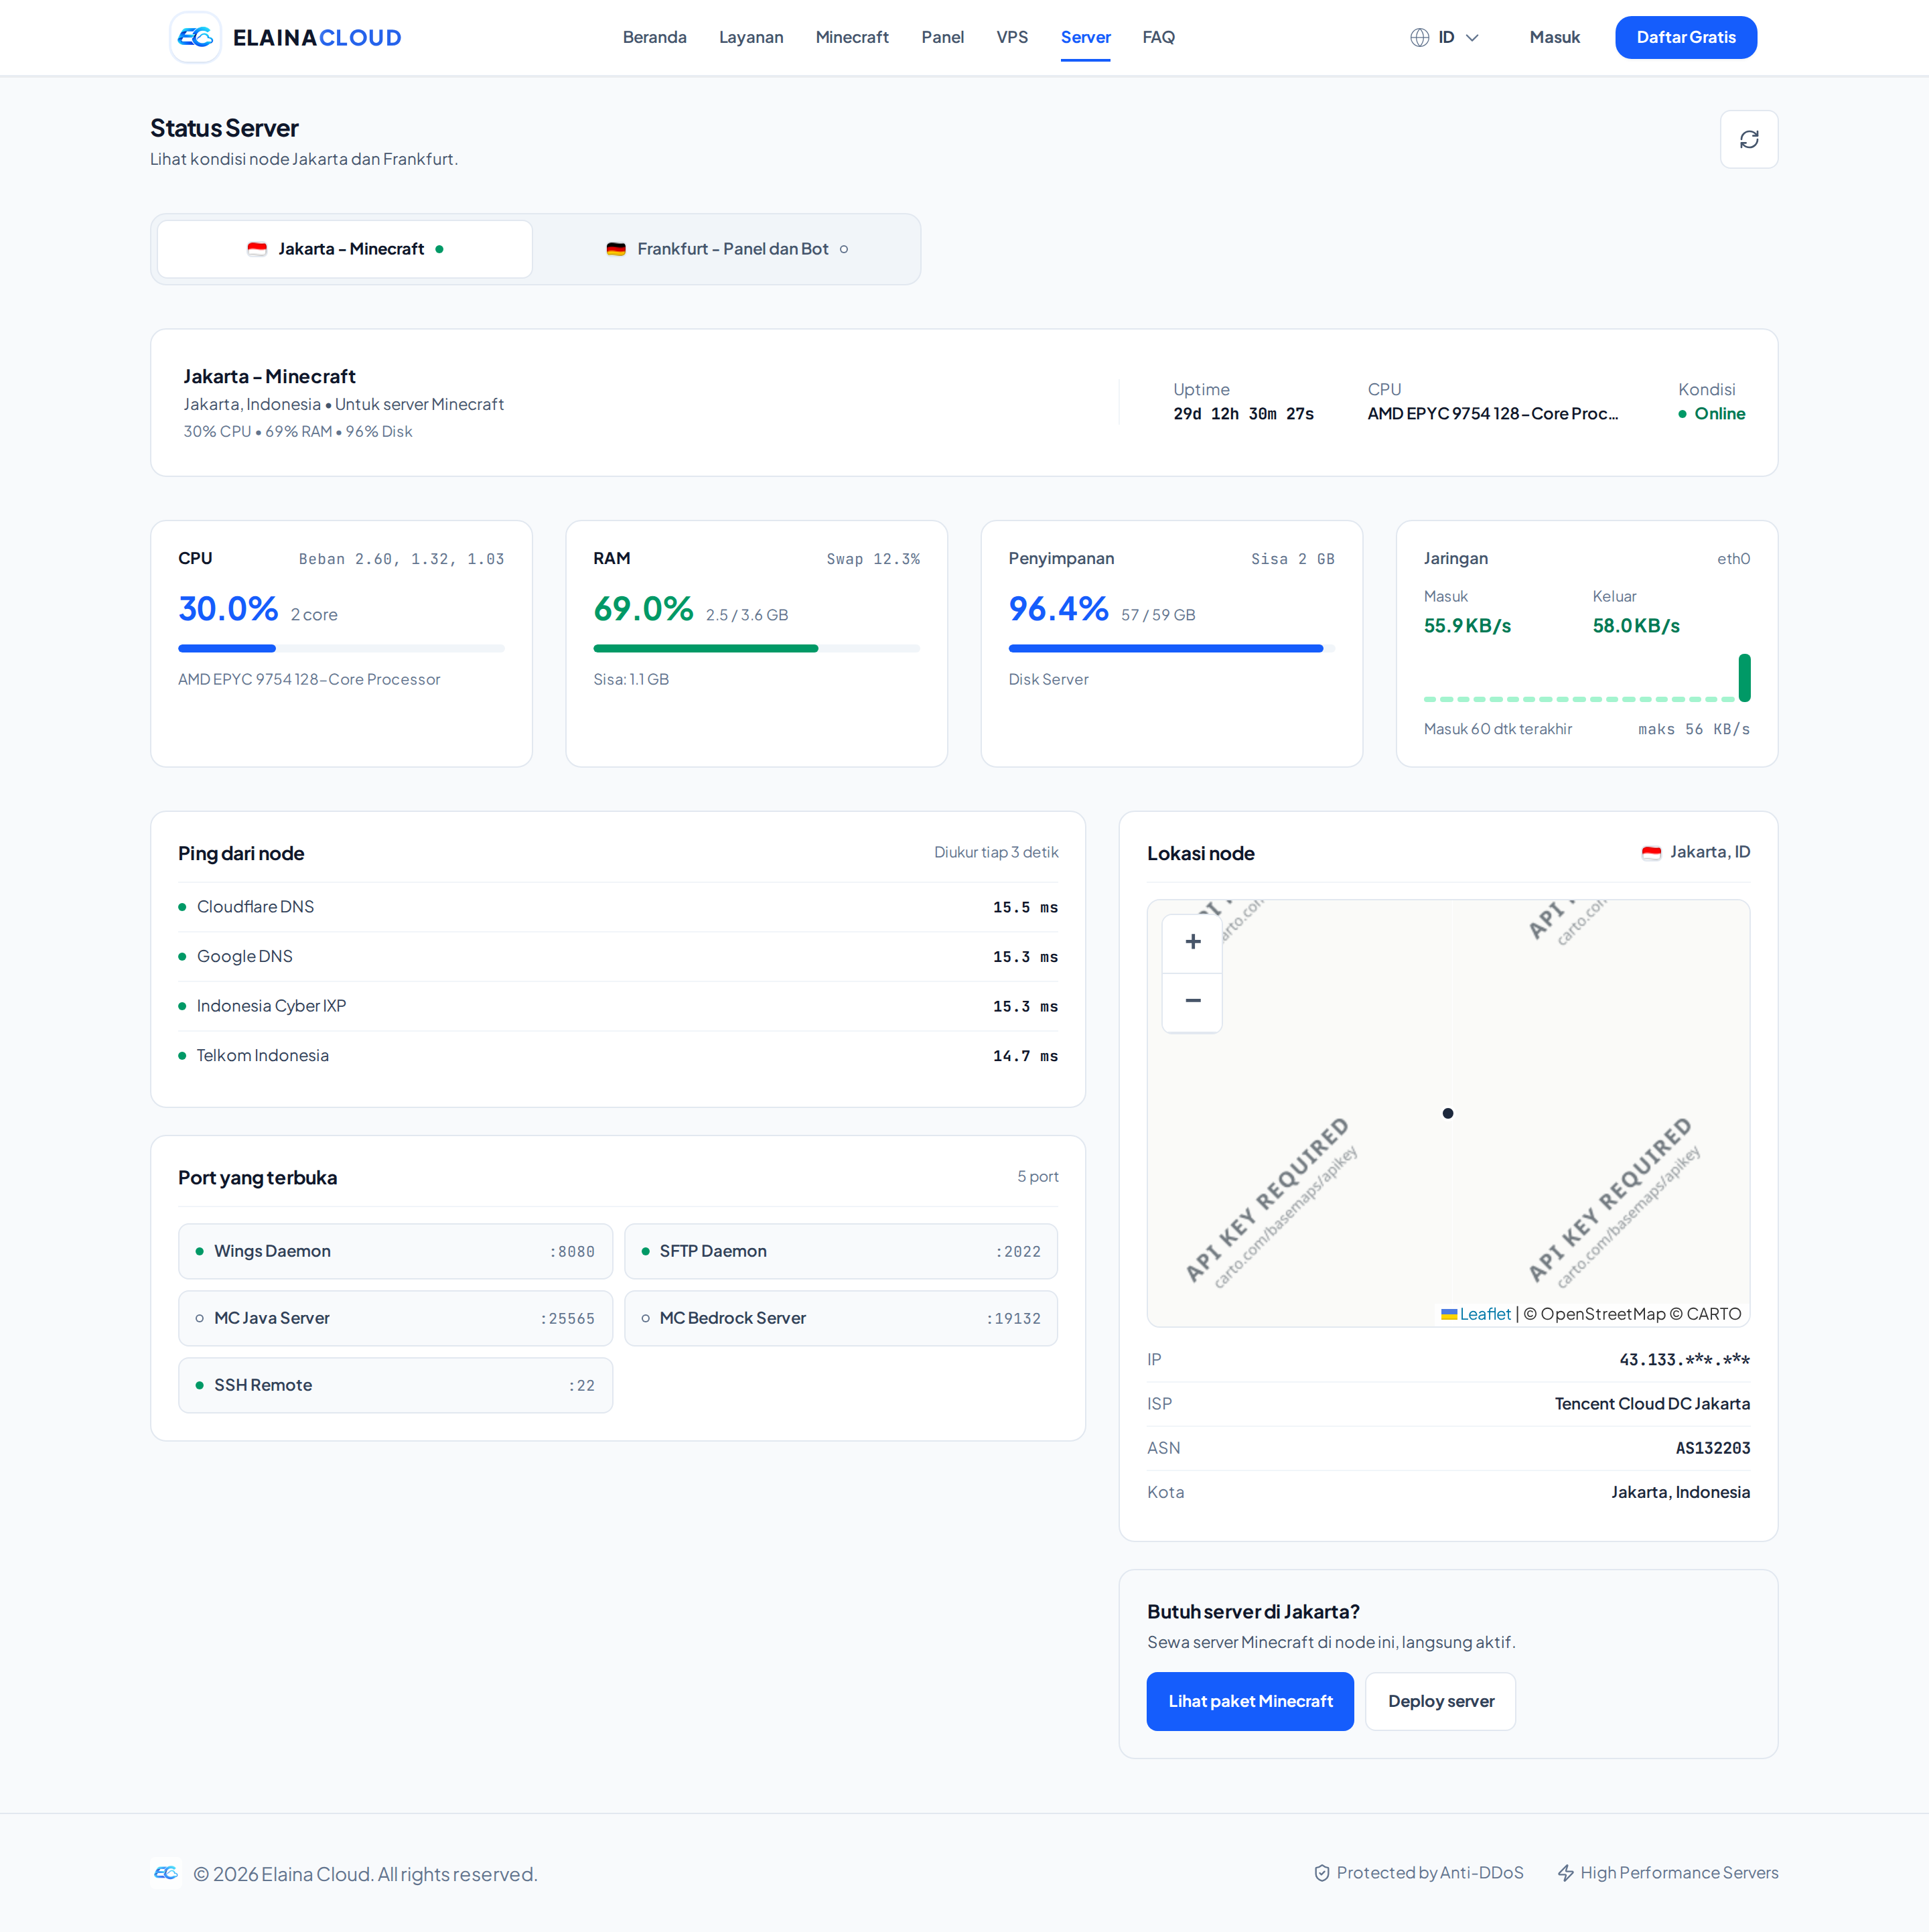 ELAINACLOUD
Beranda
Layanan
Minecraft
Panel
VPS
Server
FAQ
ID
Masuk
Daftar Gratis
Status Server
Lihat kondisi node Jakarta dan Frankfurt.
Jakarta – Minecraft
Frankfurt - Panel dan Bot
Jakarta – Minecraft
Jakarta, Indonesia • Untuk server Minecraft
30% CPU • 69% RAM • 96% Disk
Uptime
29d 12h 30m 27s
CPU
AMD EPYC 9754 128-Core Proc...
Kondisi
Online
CPU
Beban 2.60, 1.32, 1.03
30.0% 2 core
AMD EPYC 9754 128-Core Processor
RAM
Swap 12.3%
69.0% 2.5 / 3.6 GB
Sisa: 1.1 GB
Penyimpanan
Sisa 2 GB
96.4% 57 / 59 GB
Disk Server
Jaringan
eth0
Masuk
55.9 KB/s
Keluar
58.0 KB/s
Masuk 60 dtk terakhir
maks 56 KB/s
Ping dari node
Diukur tiap 3 detik
Cloudflare DNS 15.5 ms
Google DNS 15.3 ms
Indonesia Cyber IXP 15.3 ms
Telkom Indonesia 14.7 ms
Port yang terbuka
5 port
Wings Daemon :8080
SFTP Daemon :2022
MC Java Server :25565
MC Bedrock Server :19132
SSH Remote :22
Lokasi node
Jakarta, ID
+
−
API KEY REQUIRED
carto.com/basemaps/apikey
API KEY REQUIRED
carto.com/basemaps/apikey
Leaflet | © OpenStreetMap © CARTO
IP 43.133.***.***
ISP Tencent Cloud DC Jakarta
ASN AS132203
Kota Jakarta, Indonesia
Butuh server di Jakarta?
Sewa server Minecraft di node ini, langsung aktif.
Lihat paket Minecraft
Deploy server
© 2026 Elaina Cloud. All rights reserved.
Protected by Anti-DDoS
High Performance Servers